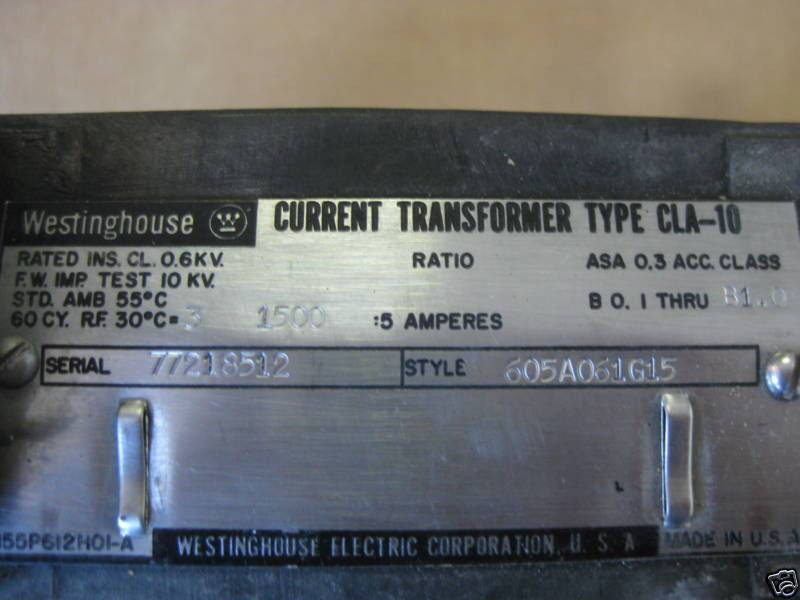 Westinghouse W CURRENT TRANSFORMER TYPE CLA-10
RATED INS. CL. 0.6 KV. RATIO ASA 0.3 ACC. CLASS
F.W. IMP. TEST 10 KV.
STD. AMB 55°C B 0.1 THRU B1.0
60 CY. R.F. 30°C= 3 1500 :5 AMPERES
SERIAL 77218512 STYLE 605A061G15
L
155P612H01-A WESTINGHOUSE ELECTRIC CORPORATION, U. S. A MADE IN U.S.A